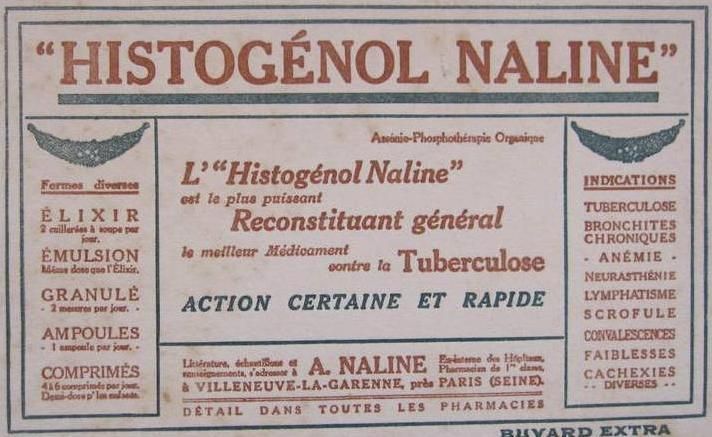 “HISTOGÉNOL NALINE”
Formes diverses
ÉLIXIR
2 cuillerées à soupe par
jour.
ÉMULSION
Même dose que l'Élixir.
GRANULÉ
- 2 mesures par jour. -
AMPOULES
- 1 ampoule par jour. -
COMPRIMÉS
4 à 6 comprimés par jour.
Demi-dose p' les enfants.
Arsénio-Phosphothérapie Organique
L' “Histogénol Naline”
est le plus puissant
Reconstituant général
le meilleur Médicament
contre la Tuberculose
ACTION CERTAINE ET RAPIDE
Littérature, échantillons et
renseignements, s'adresser à
A. NALINE
Ex-interne des Hôpitaux,
Pharmacien de 1re classe,
à VILLENEUVE-LA-GARENNE, près PARIS (SEINE).
DÉTAIL DANS TOUTES LES PHARMACIES
INDICATIONS
TUBERCULOSE
BRONCHITES
CHRONIQUES
- ANÉMIE -
NEURASTHÉNIE
LYMPHATISME
SCROFULE
CONVALESCENCES
FAIBLESSES
CACHEXIES
-- DIVERSES --
BUVARD EXTRA